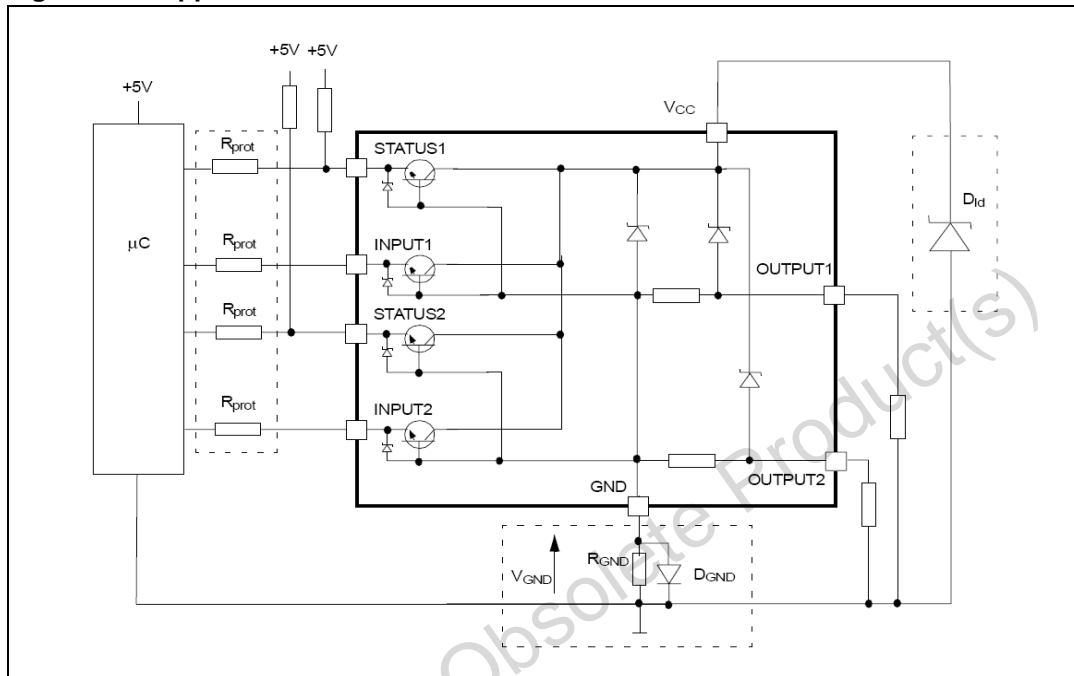 +5V
+5V
+5V
VCC
Rprot
STATUS1
Dld
μC
Rprot
INPUT1
OUTPUT1
Rprot
STATUS2
Rprot
INPUT2
OUTPUT2
GND
VGND
RGND
DGND
Obsolete Product(s)